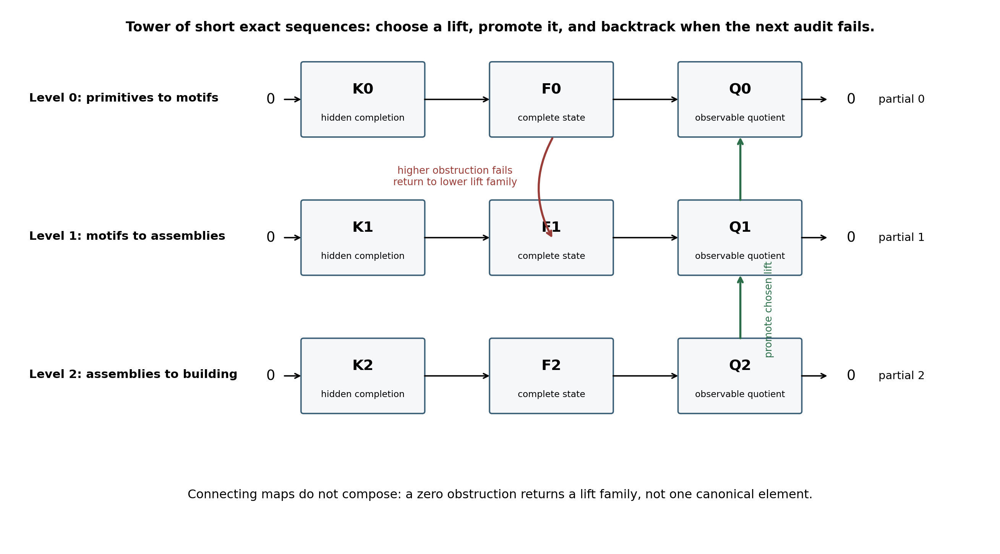 Tower of short exact sequences: choose a lift, promote it, and backtrack when the next audit fails.
Level 0: primitives to motifs
0
K0
hidden completion
F0
complete state
Q0
observable quotient
0
partial 0
higher obstruction fails
return to lower lift family
Level 1: motifs to assemblies
0
K1
hidden completion
F1
complete state
Q1
observable quotient
0
partial 1
promote chosen lift
Level 2: assemblies to building
0
K2
hidden completion
F2
complete state
Q2
observable quotient
0
partial 2
Connecting maps do not compose: a zero obstruction returns a lift family, not one canonical element.